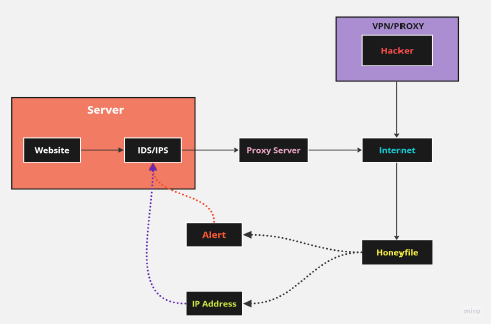 VPN/PROXY
Hacker
Server
Website
IDS/IPS
Proxy Server
Internet
Alert
Honeyfile
IP Address
miro